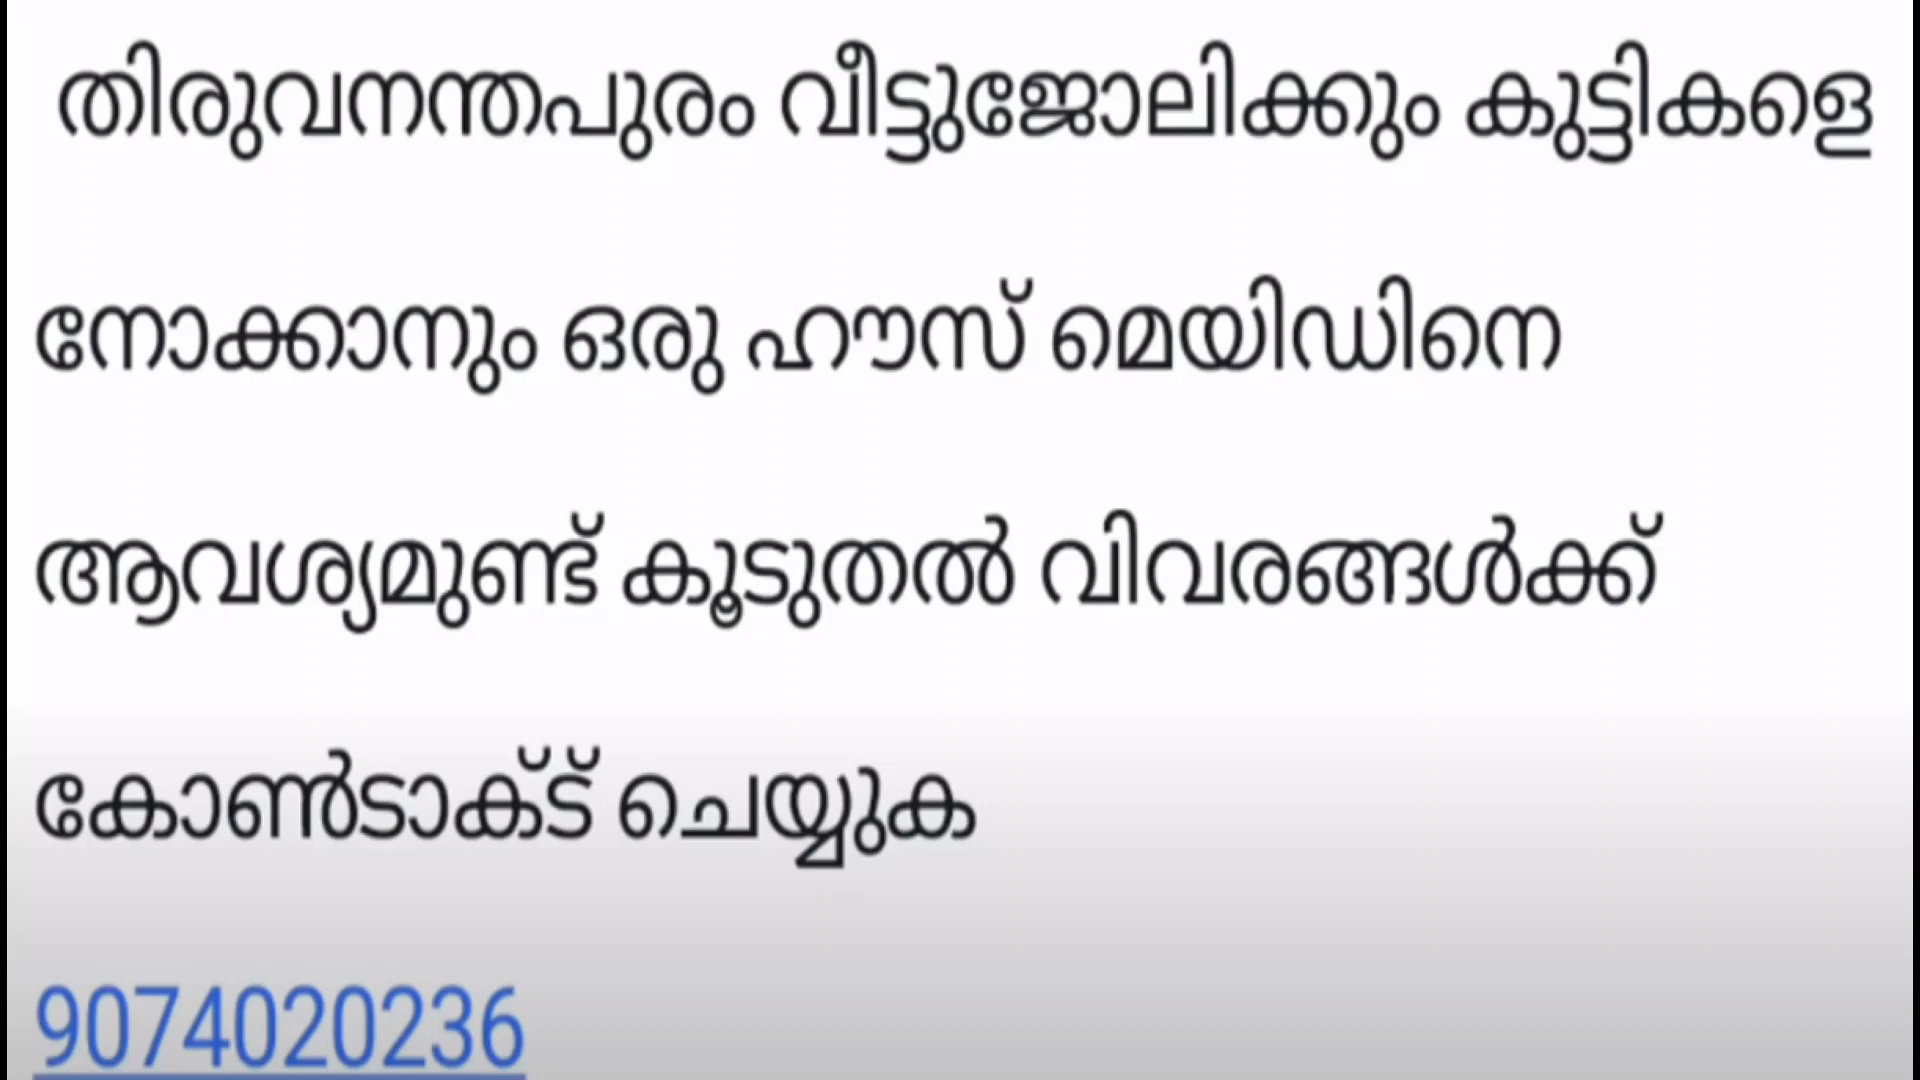 തിരുവനന്തപുരം വീട്ടുജോലിക്കും കുട്ടികളെ
നോക്കാനും ഒരു ഹൗസ് മെയിഡിനെ
ആവശ്യമുണ്ട് കൂടുതൽ വിവരങ്ങൾക്ക്
കോൺടാക്ട് ചെയ്യുക
9074020236